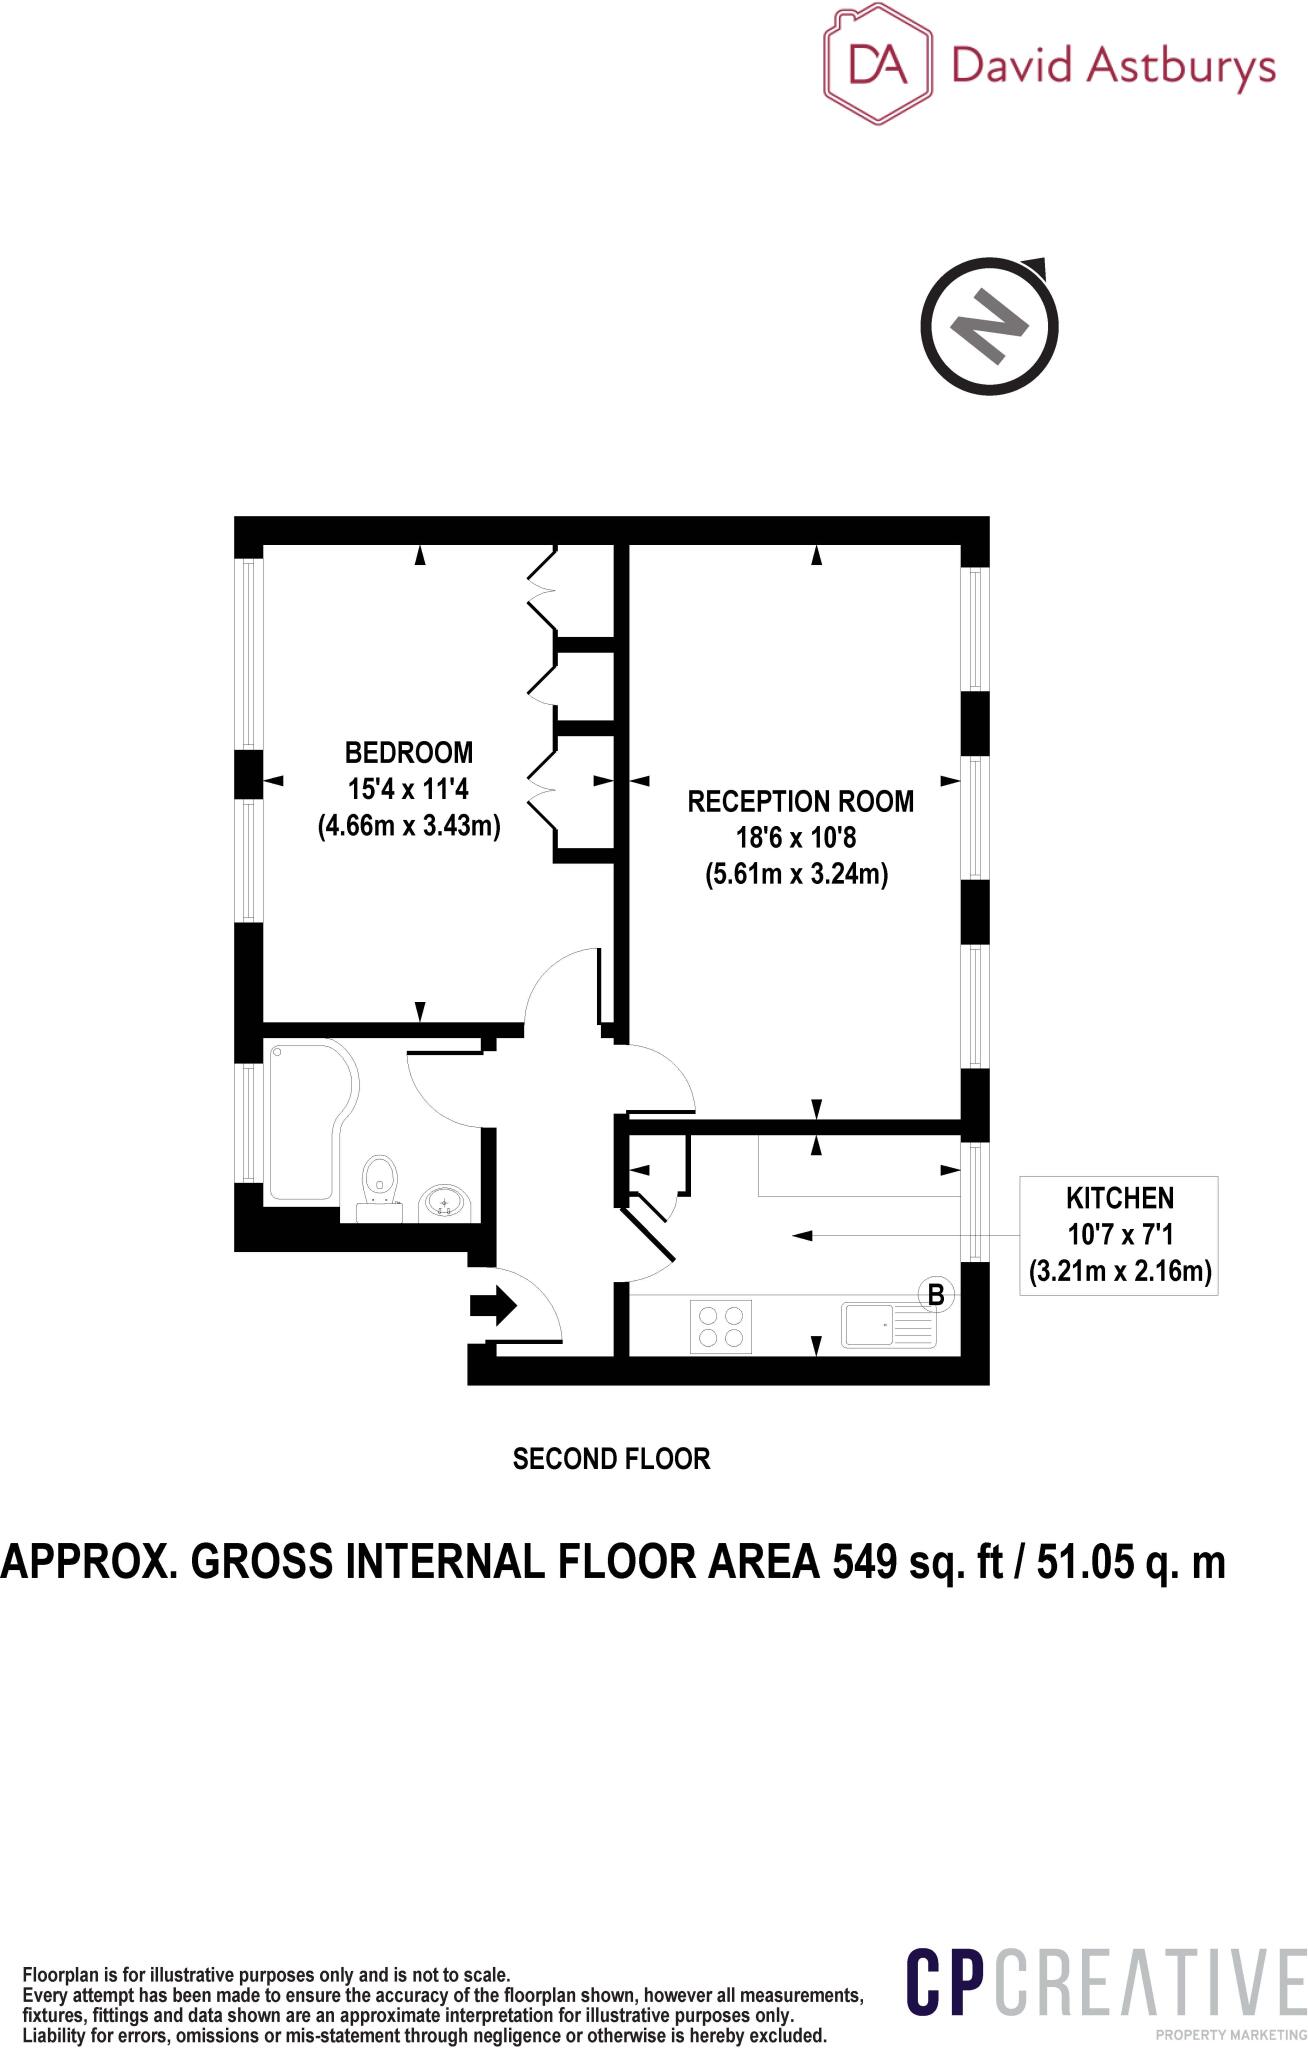 DA David Astburys
N
BEDROOM
15'4 x 11'4
(4.66m x 3.43m)
RECEPTION ROOM
18'6 x 10'8
(5.61m x 3.24m)
KITCHEN
10'7 x 7'1
(3.21m x 2.16m)
B
SECOND FLOOR
APPROX. GROSS INTERNAL FLOOR AREA 549 sq. ft / 51.05 q. m
Floorplan is for illustrative purposes only and is not to scale.
Every attempt has been made to ensure the accuracy of the floorplan shown, however all measurements,
fixtures, fittings and data shown are an approximate interpretation for illustrative purposes only.
Liability for errors, omissions or mis-statement through negligence or otherwise is hereby excluded.
CPCREATIVE
PROPERTY MARKETING